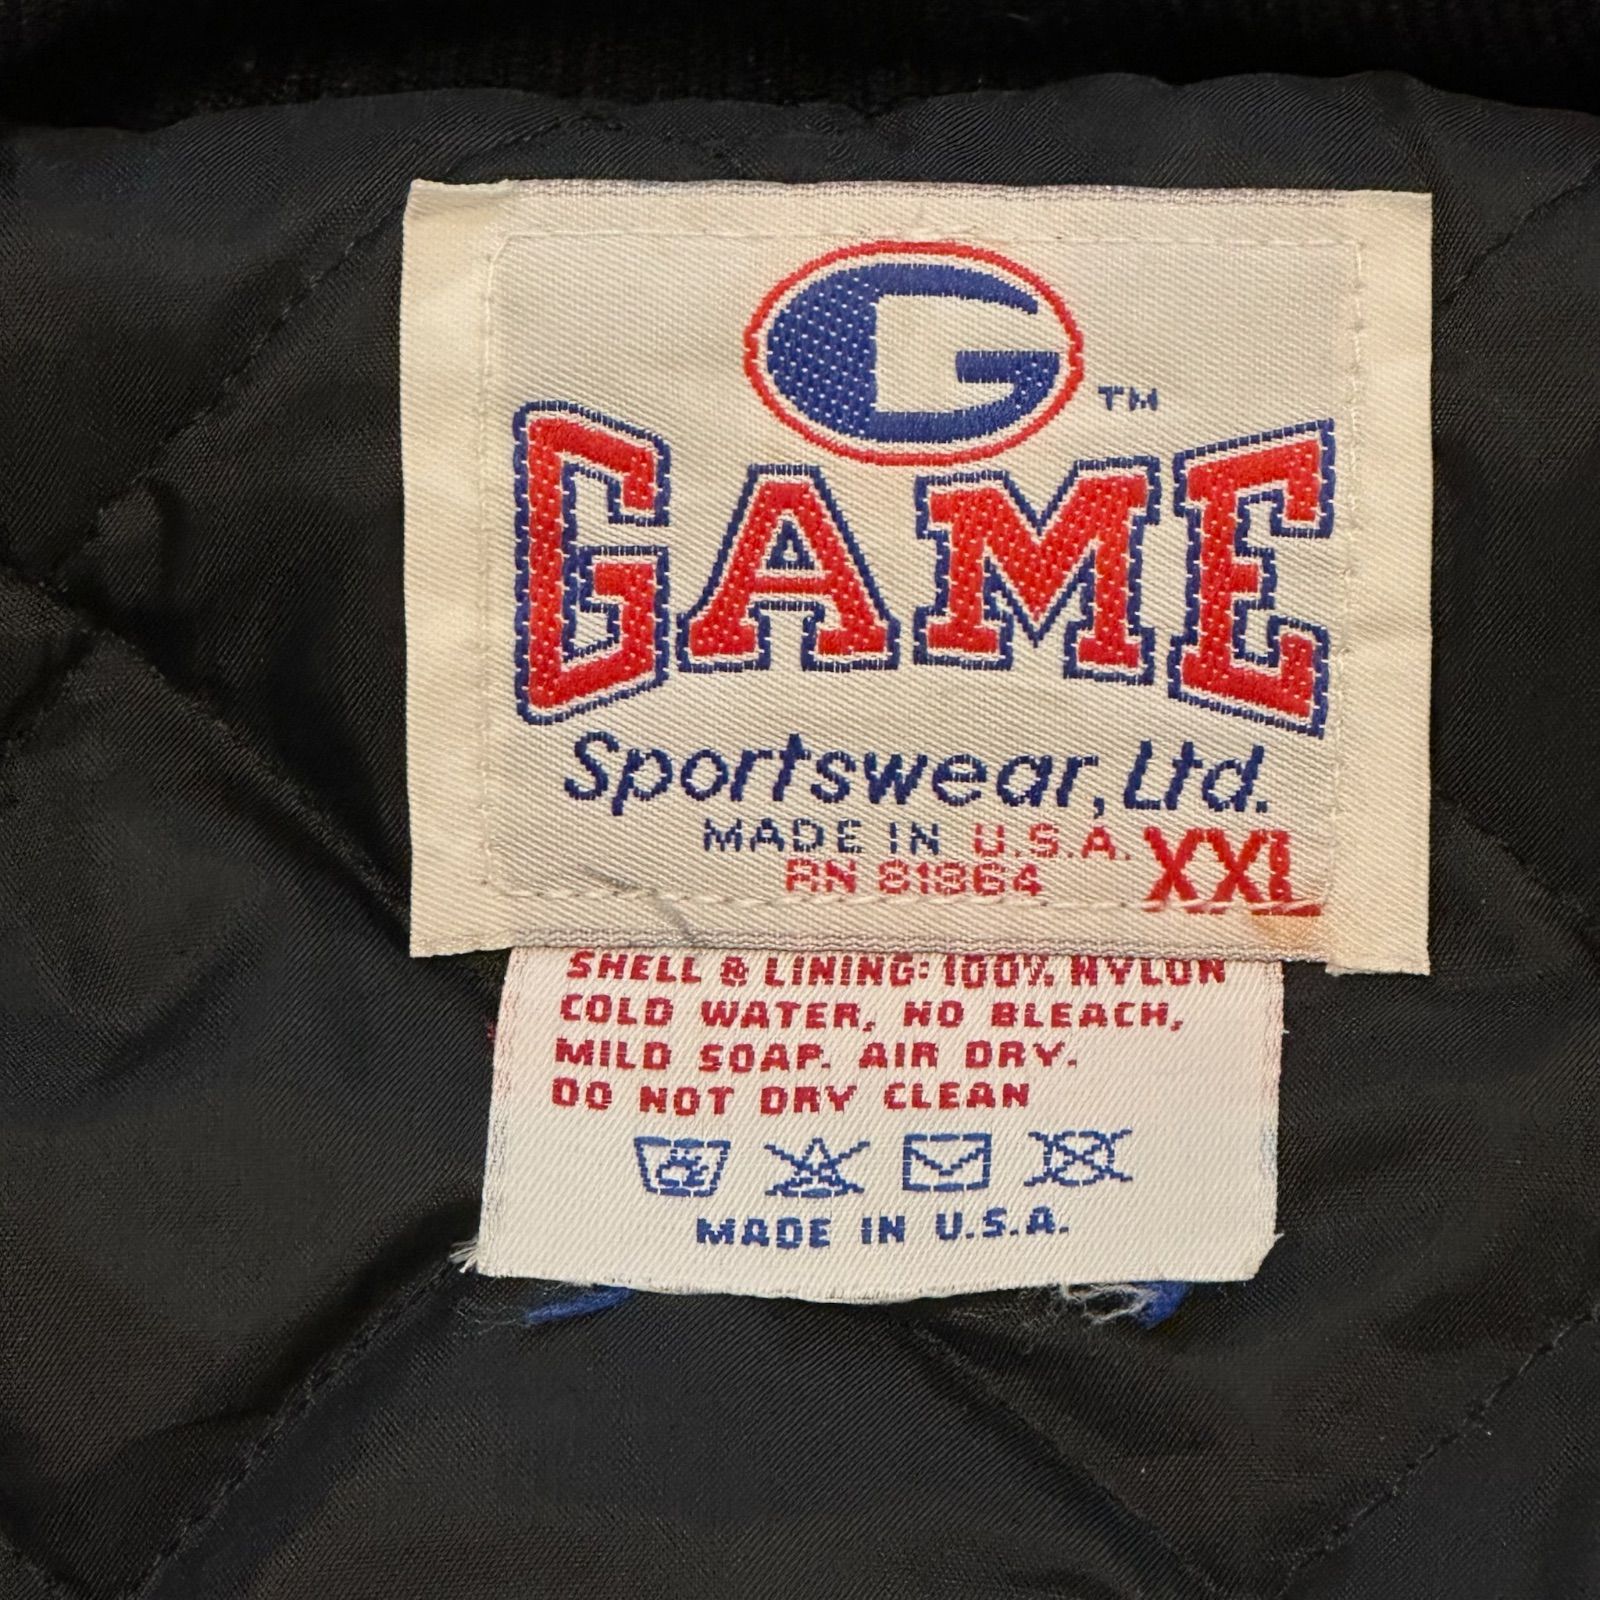 G
TM
GAME
Sportswear, Ltd.
MADE IN U.S.A. XXL
RN 81864
SHELL & LINING: 100% NYLON
COLD WATER, NO BLEACH,
MILD SOAP. AIR DRY.
DO NOT DRY CLEAN
MADE IN U.S.A.